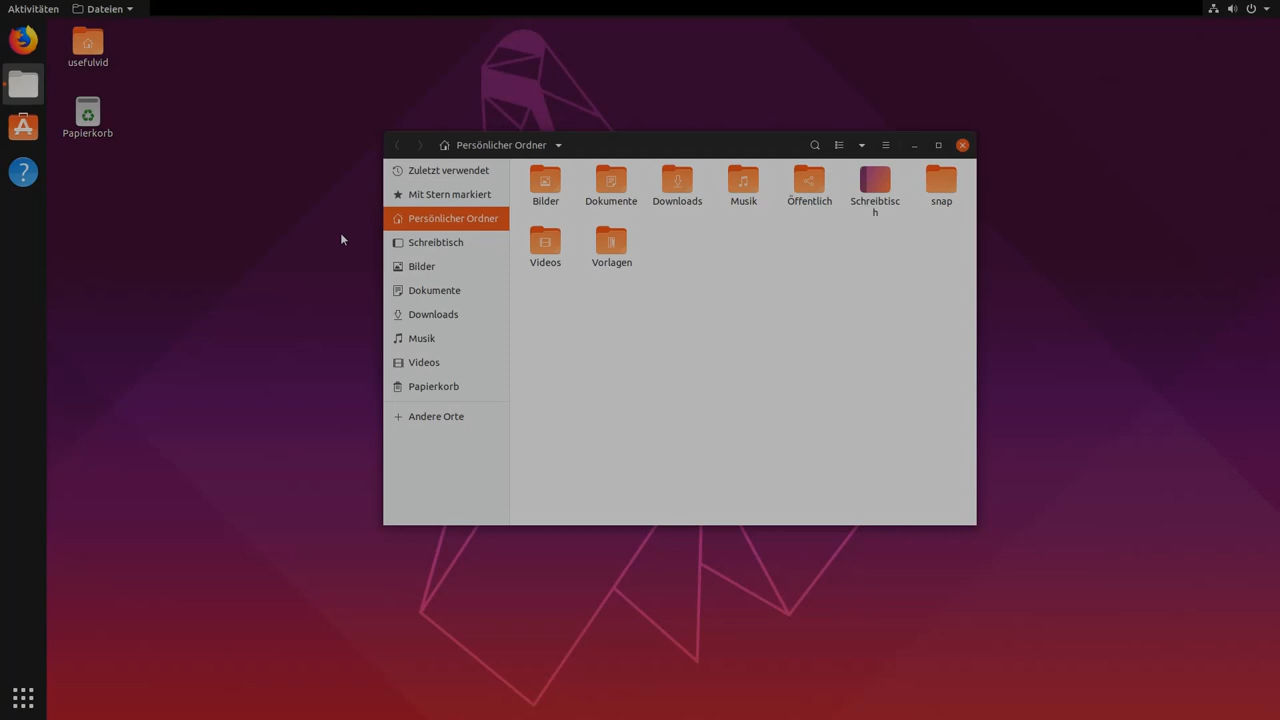 Aktivitäten
Dateien
usefulvid
Papierkorb
Persönlicher Ordner
Zuletzt verwendet
Mit Stern markiert
Persönlicher Ordner
Schreibtisch
Bilder
Dokumente
Downloads
Musik
Videos
Papierkorb
Andere Orte
Bilder
Dokumente
Downloads
Musik
Öffentlich
Schreibtisc
h
snap
Videos
Vorlagen